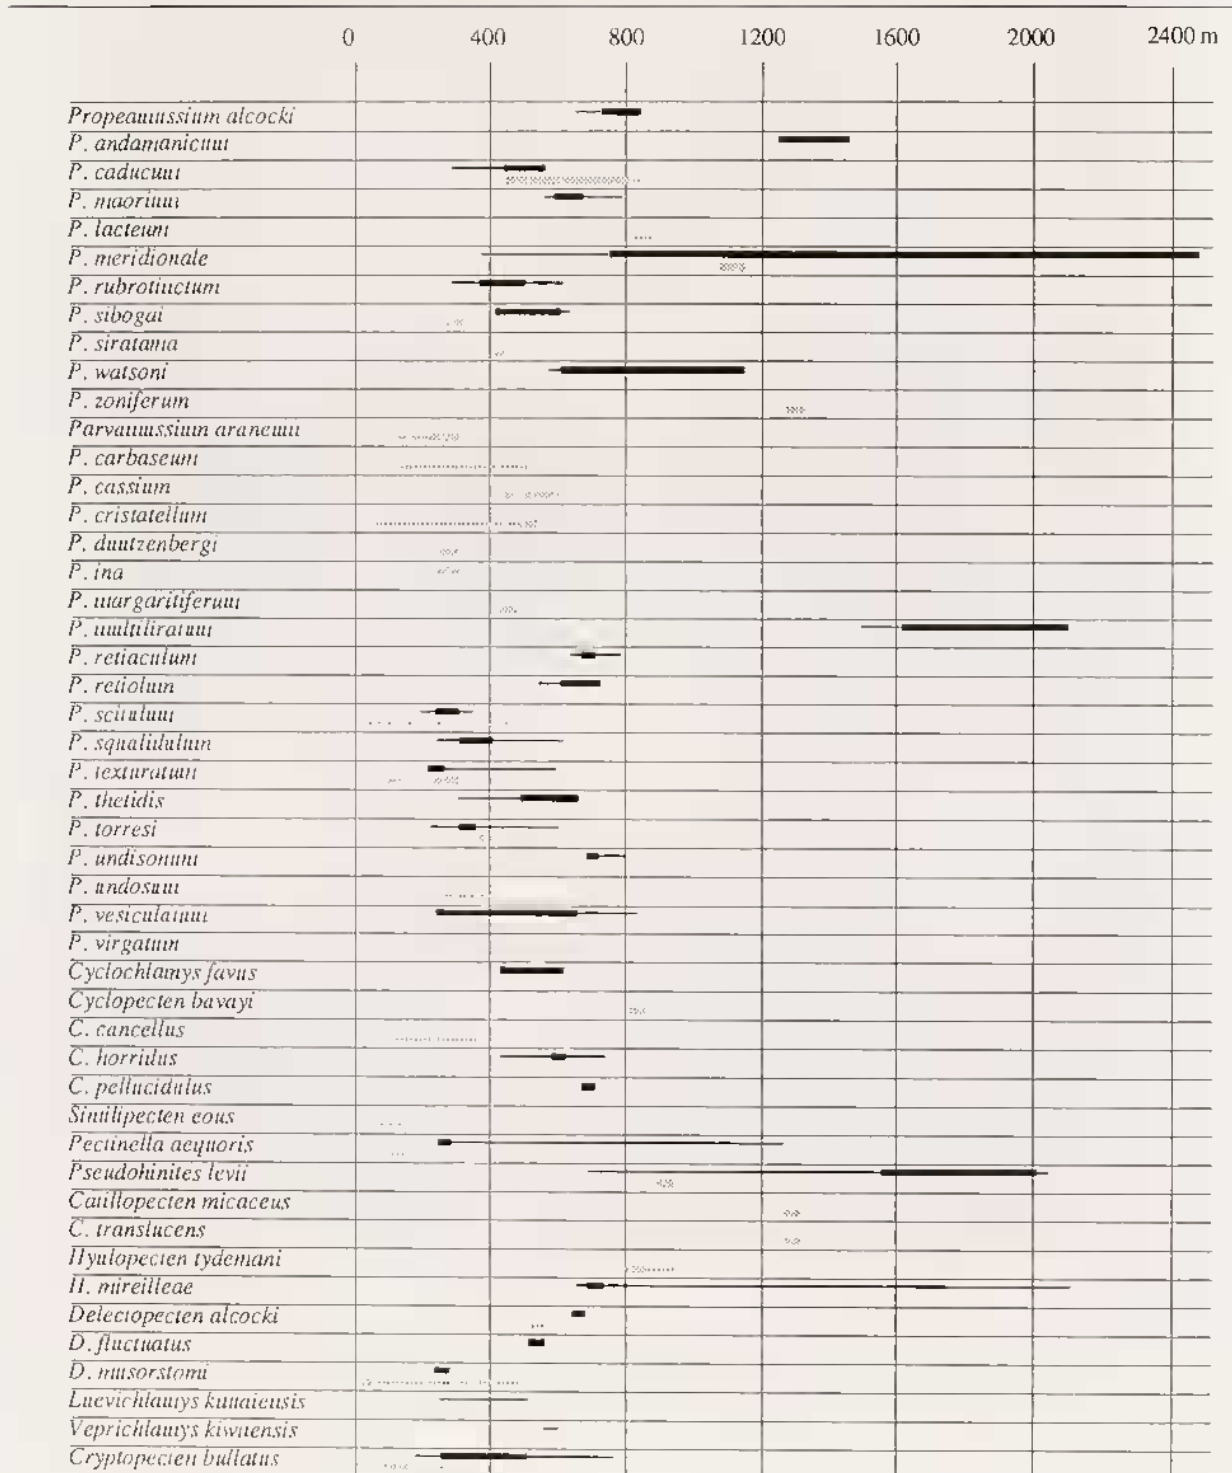 0 400 800 1200 1600 2000 2400 m
Propeamussium alcocki
P. andamanicum
P. caducum
P. maorium
P. lacteum
P. meridionale
P. rubrotinctum
P. sibogai
P. siratama
P. watsoni
P. zoniferum
Parvamussium araneum
P. carbaseum
P. cassium
P. cristatellum
P. dautzenbergi
P. ina
P. margaritiferum
P. multiliratum
P. retiaculum
P. retiolum
P. scitulum
P. squalidulum
P. texturatum
P. thetidis
P. torresi
P. undisonum
P. undosum
P. vesiculatum
P. virgatum
Cyclochlamys favus
Cyclopecten bavayi
C. cancellus
C. horridus
C. pellucidulus
Similipecten eous
Pectinella aequoris
Pseudohinites levii
Catillopecten micaceus
C. translucens
Hyalopecten tydemani
H. mireilleae
Delectopecten alcocki
D. fluctuatus
D. musorstomi
Laevichlamys kauaiensis
Veprichlamys kiwaensis
Cryptopecten bullatus